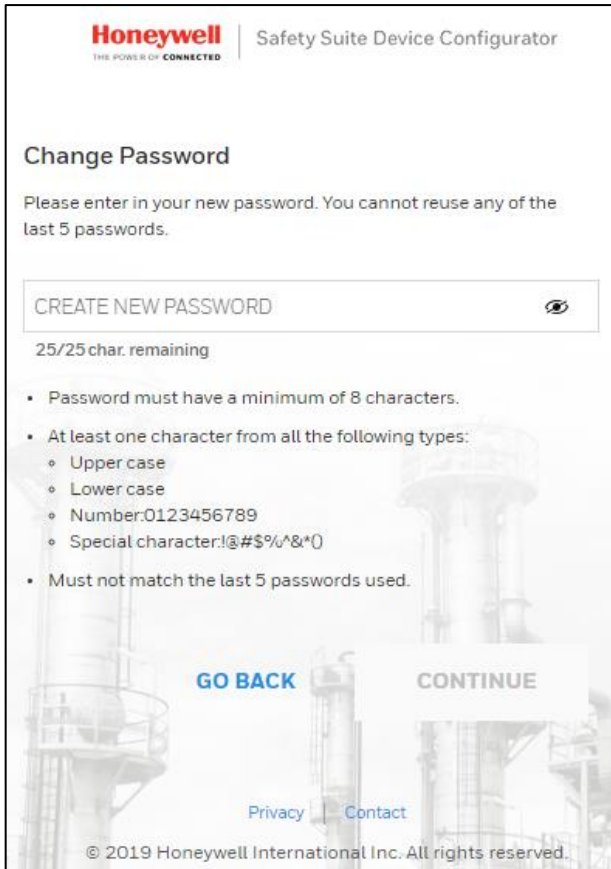 Honeywell
THE POWER OF CONNECTED
Safety Suite Device Configurator
Change Password
Please enter in your new password. You cannot reuse any of the
last 5 passwords.
CREATE NEW PASSWORD
25/25 char. remaining
• Password must have a minimum of 8 characters.
• At least one character from all the following types:
◦ Upper case
◦ Lower case
◦ Number:0123456789
◦ Special character:!@#$%^&*()
• Must not match the last 5 passwords used.
GO BACK
CONTINUE
Privacy | Contact
© 2019 Honeywell International Inc. All rights reserved.